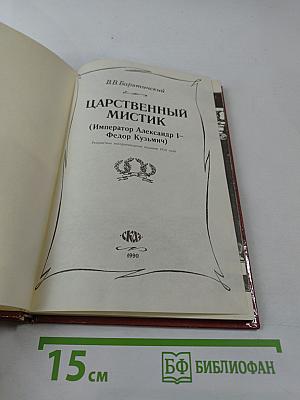 В.В.Барятинский
ЦАРСТВЕННЫЙ
МИСТИК
(Император Александр I–
Федор Кузьмич)
1990
15 см
БФ БИБЛИОФАН